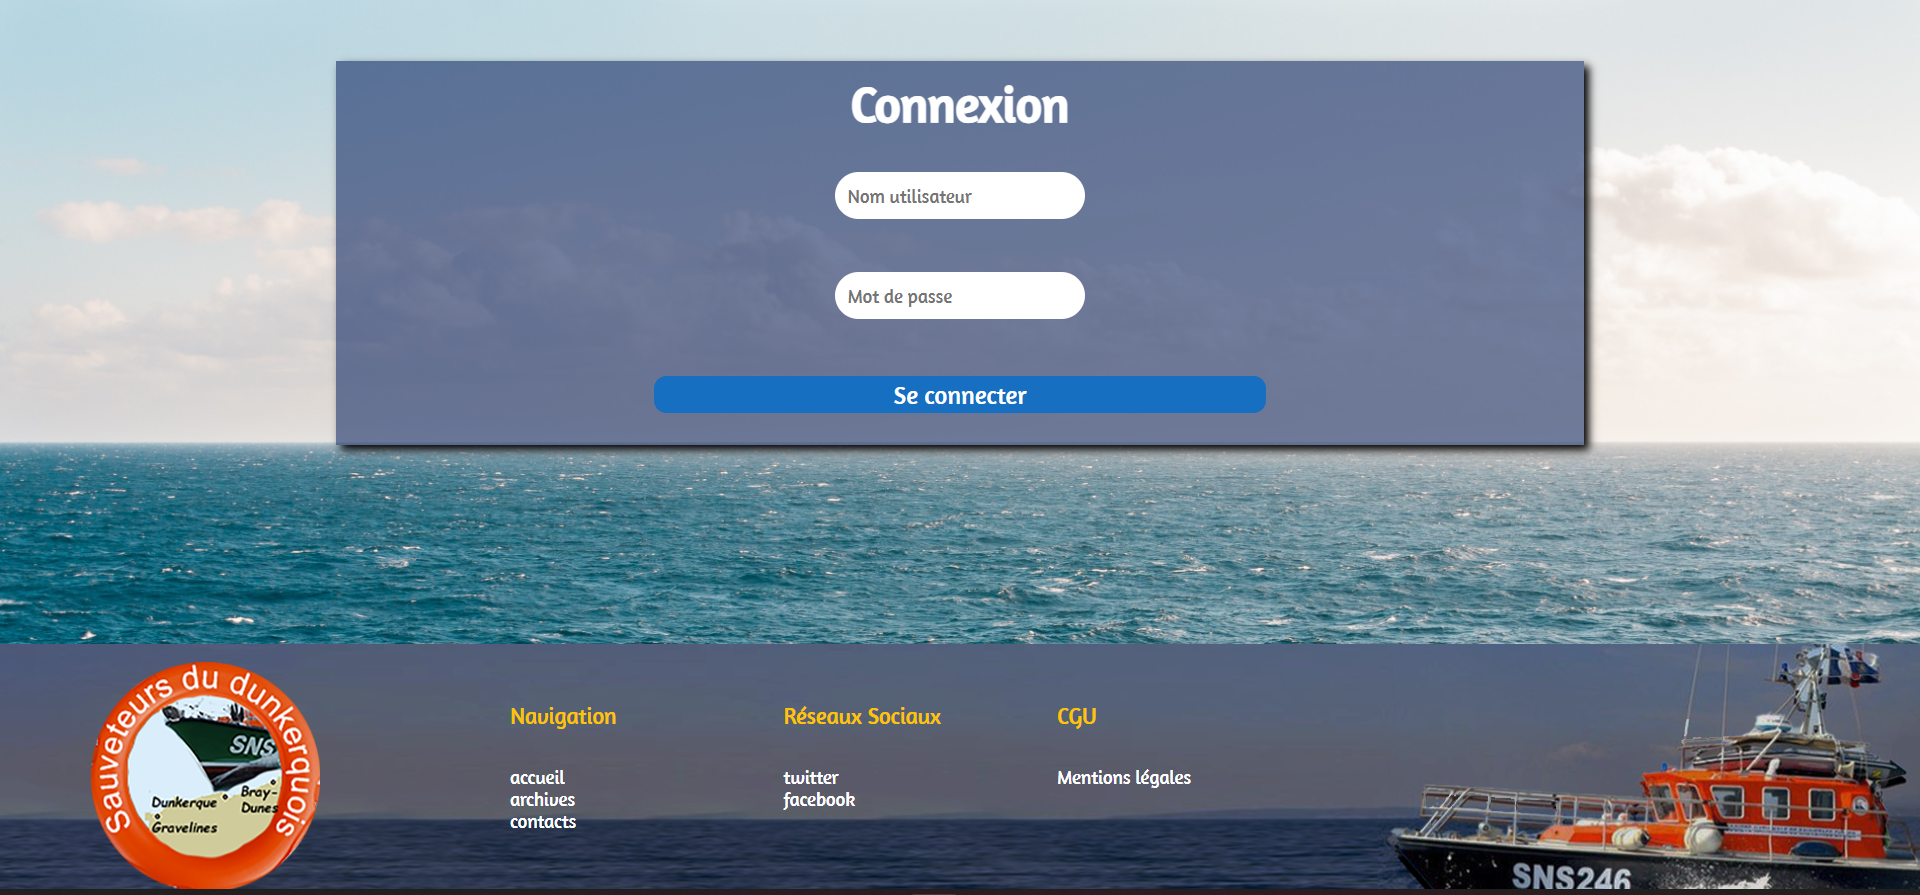 Connexion
Nom utilisateur
Mot de passe
Se connecter
Sauveteurs du dunkerquois
SNS
Dunkerque
Bray-
Dunes
Gravelines
Navigation
accueil
archives
contacts
Réseaux Sociaux
twitter
facebook
CGU
Mentions légales
SNS246